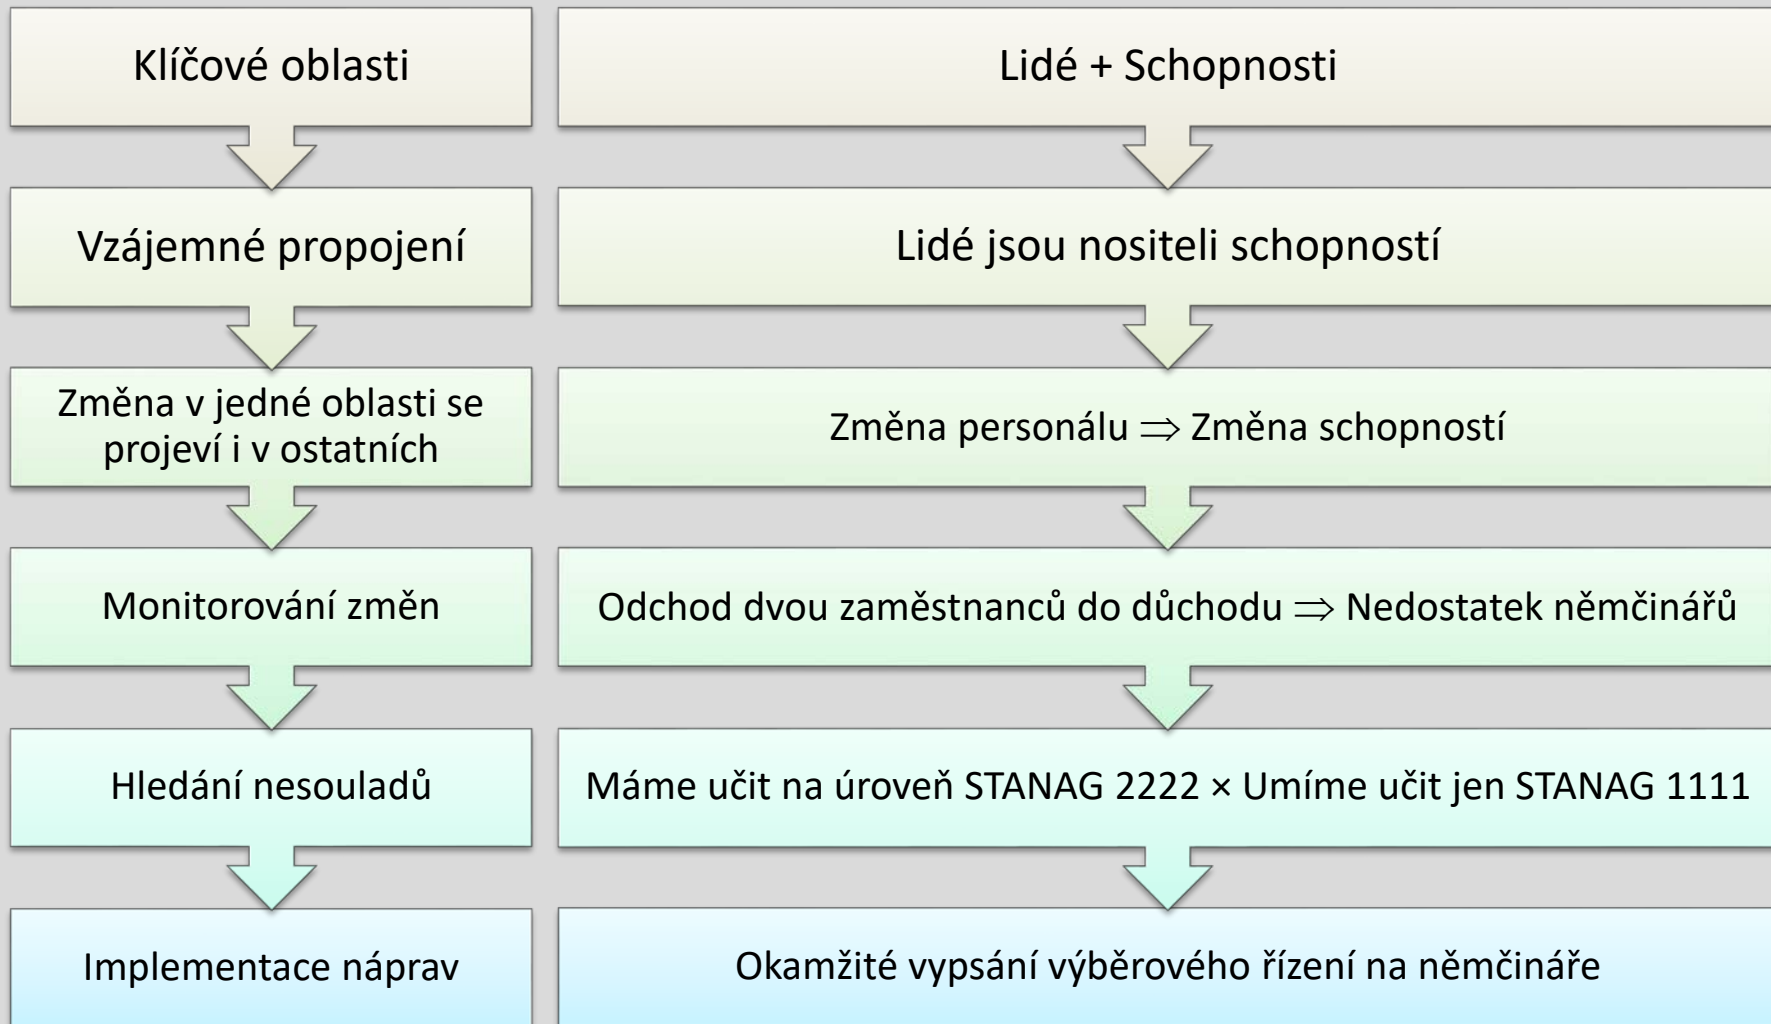 Klíčové oblasti
Lidé + Schopnosti
Vzájemné propojení
Lidé jsou nositeli schopností
Změna v jedné oblasti se
projeví i v ostatních
Změna personálu ⇒ Změna schopností
Monitorování změn
Odchod dvou zaměstnanců do důchodu ⇒ Nedostatek němčinářů
Hledání nesouladů
Máme učit na úroveň STANAG 2222 × Umíme učit jen STANAG 1111
Implementace náprav
Okamžité vypsání výběrového řízení na němčináře